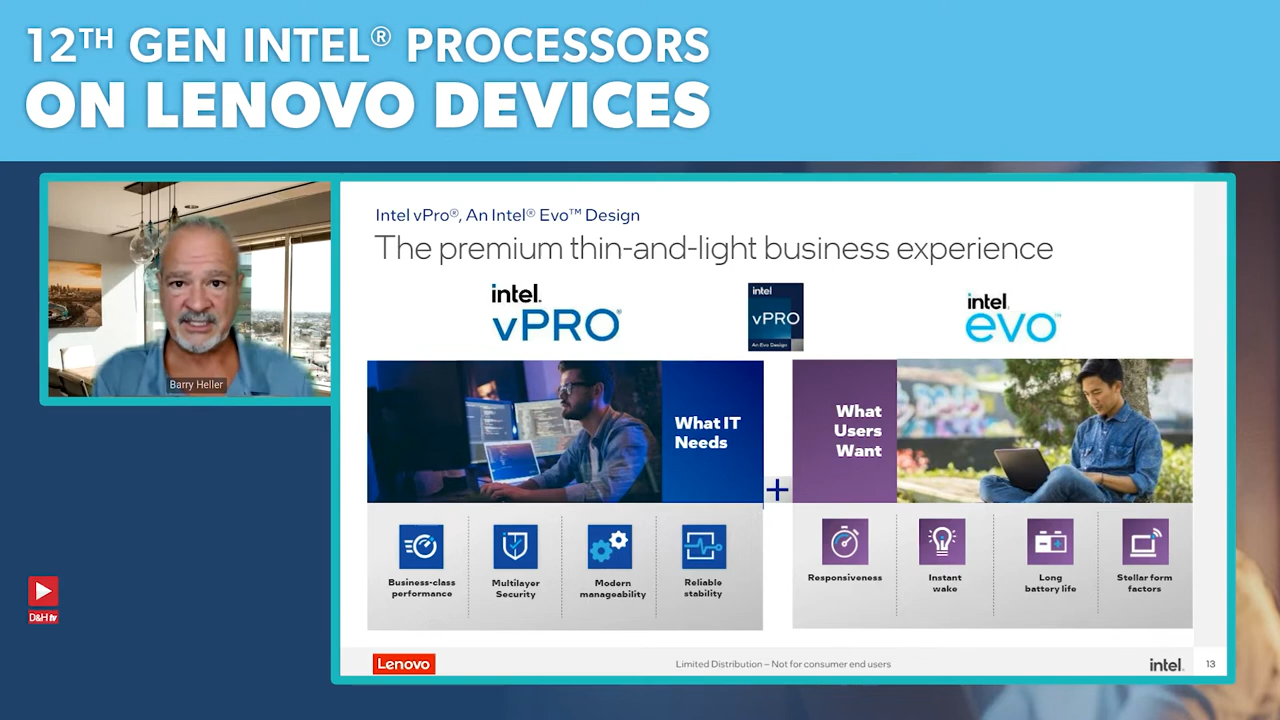 12TH GEN INTEL® PROCESSORS
ON LENOVO DEVICES
Barry Heller
Intel vPro®, An Intel® Evo™ Design
The premium thin-and-light business experience
intel.
vPRO®
intel
vPRO
An Evo Design
intel.
evo™
What IT
Needs
What
Users
Want
+
Business-class
performance
Multilayer
Security
Modern
manageability
Reliable
stability
Responsiveness
Instant
wake
Long
battery life
Stellar form
factors
Lenovo
Limited Distribution – Not for consumer end users
intel.
13
D&H tv